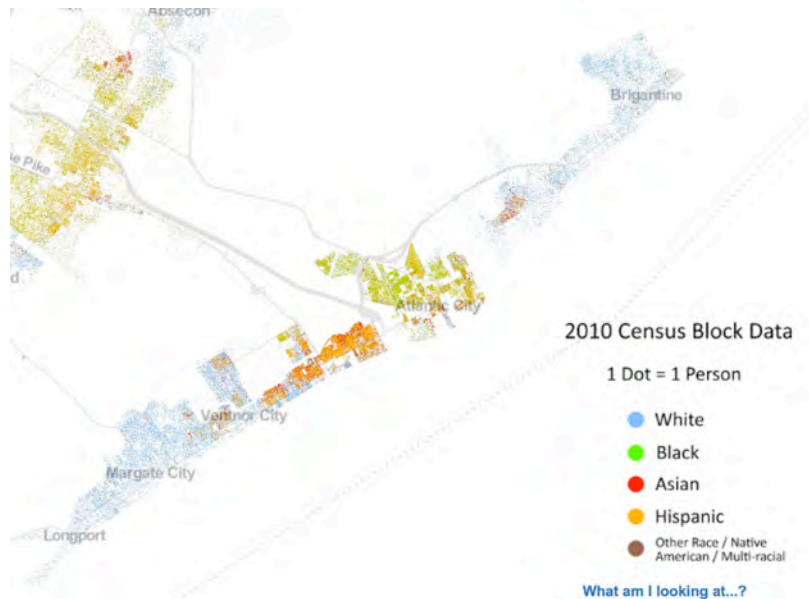 Absecon
Brigantine
se Pike
d
Atlantic City
2010 Census Block Data
1 Dot = 1 Person
White
Ventnor City
Black
Margate City
Asian
Hispanic
Longport
Other Race / Native
American / Multi-racial
What am I looking at...?